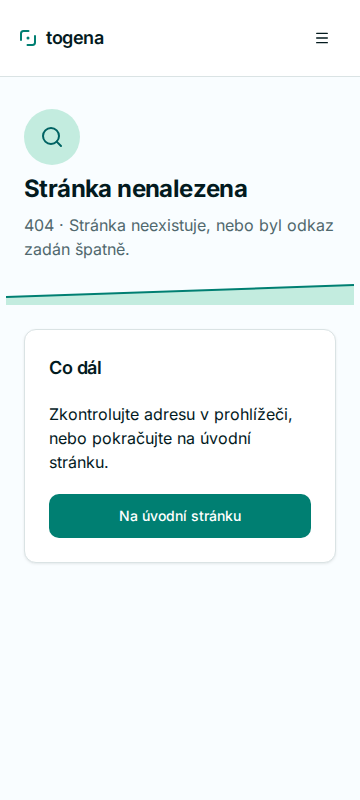 togena
Stránka nenalezena
404 · Stránka neexistuje, nebo byl odkaz
zadán špatně.
Co dál
Zkontrolujte adresu v prohlížeči,
nebo pokračujte na úvodní
stránku.
Na úvodní stránku